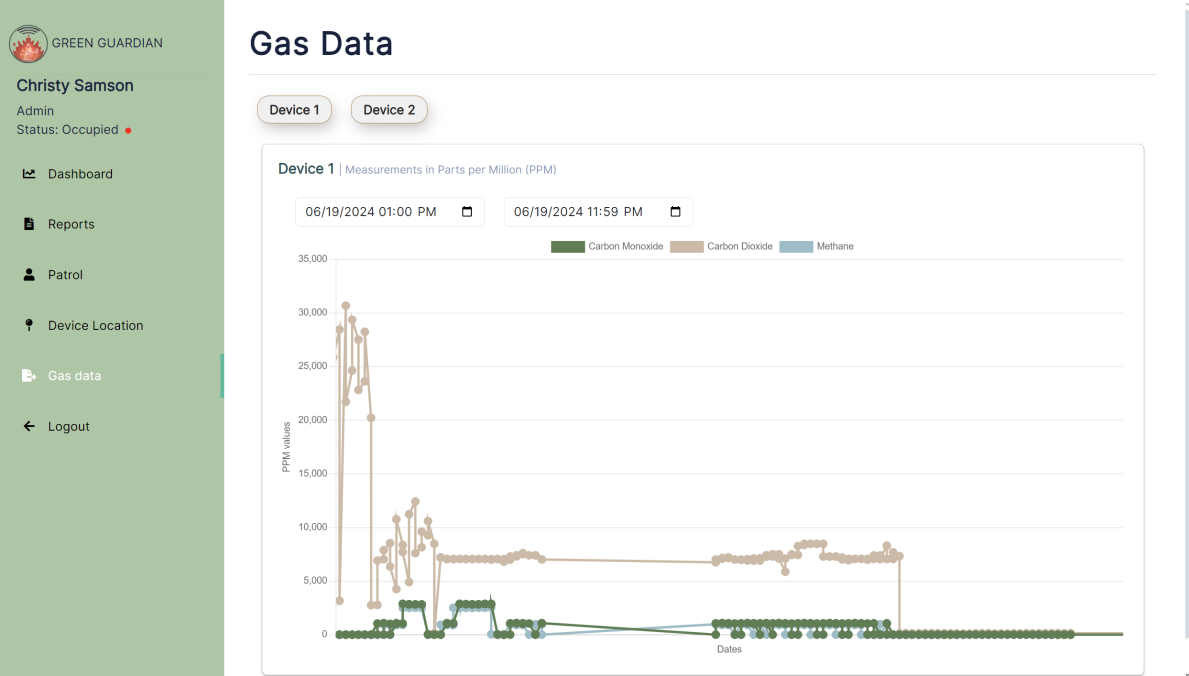 GREEN GUARDIAN
Christy Samson
Admin
Status: Occupied
Dashboard
Reports
Patrol
Device Location
Gas data
Logout
Gas Data
Device 1
Device 2
Device 1 | Measurements in Parts per Million (PPM)
06/19/2024 01:00 PM
06/19/2024 11:59 PM
Carbon Monoxide
Carbon Dioxide
Methane
35,000
30,000
25,000
20,000
15,000
10,000
5,000
0
PPM values
Dates